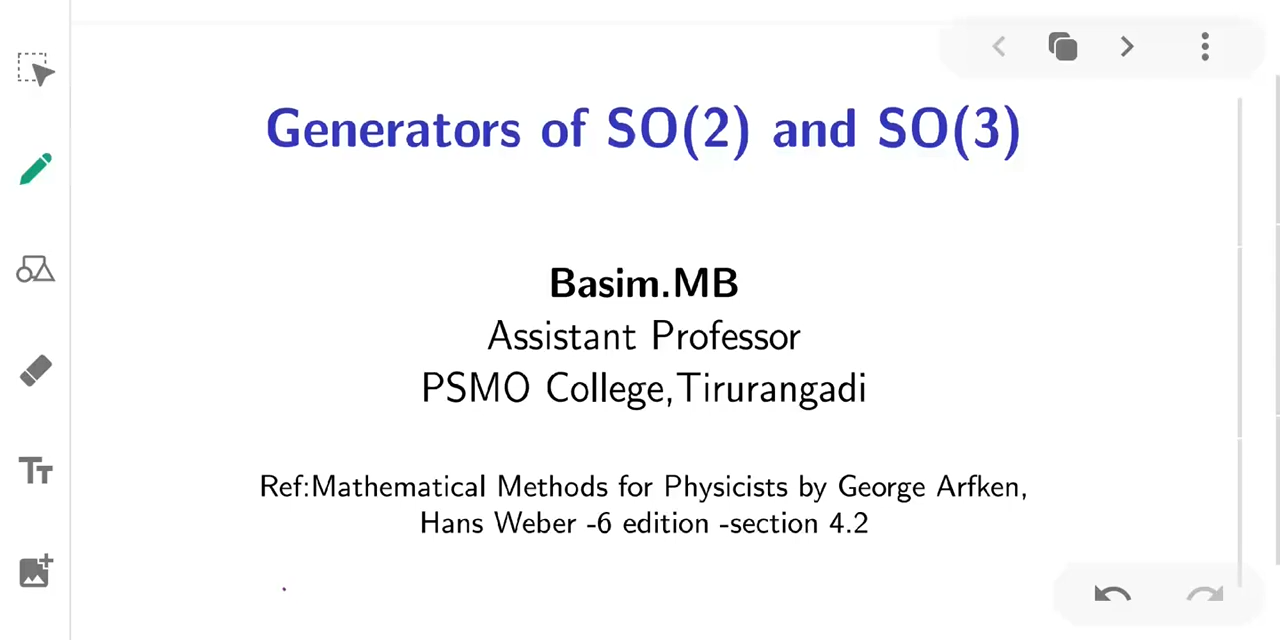 Generators of SO(2) and SO(3)
Basim.MB
Assistant Professor
PSMO College,Tirurangadi
Ref:Mathematical Methods for Physicists by George Arfken,
Hans Weber -6 edition -section 4.2
TT